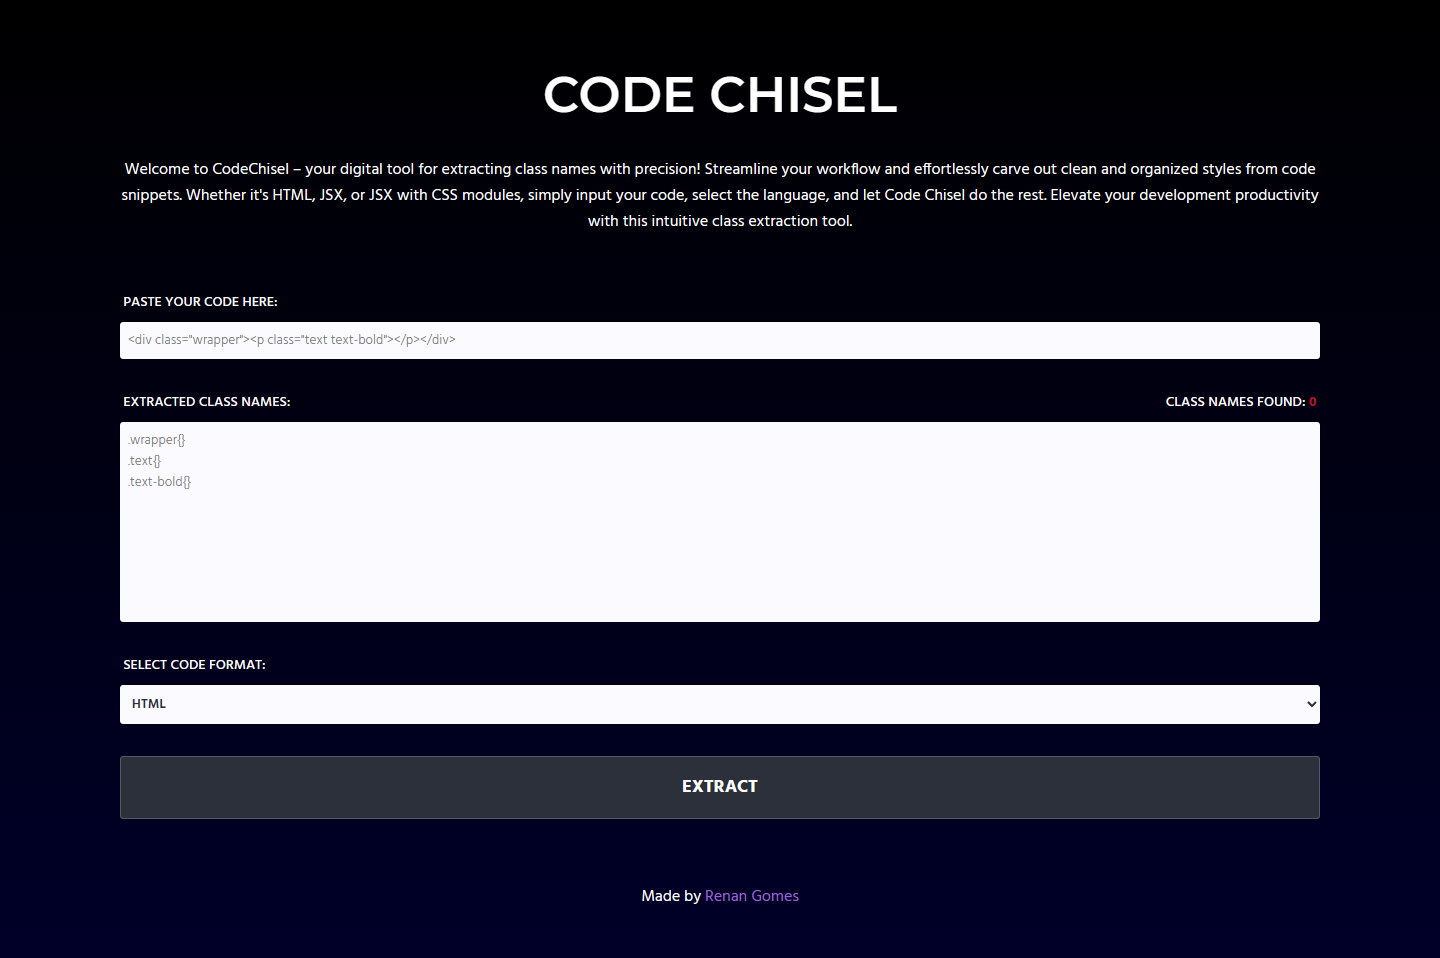 CODE CHISEL
Welcome to CodeChisel – your digital tool for extracting class names with precision! Streamline your workflow and effortlessly carve out clean and organized styles from code
snippets. Whether it's HTML, JSX, or JSX with CSS modules, simply input your code, select the language, and let Code Chisel do the rest. Elevate your development productivity
with this intuitive class extraction tool.
PASTE YOUR CODE HERE:
<div class="wrapper"><p class="text text-bold"></p></div>
EXTRACTED CLASS NAMES: CLASS NAMES FOUND: 0
.wrapper{}
.text{}
.text-bold{}
SELECT CODE FORMAT:
HTML
EXTRACT
Made by Renan Gomes